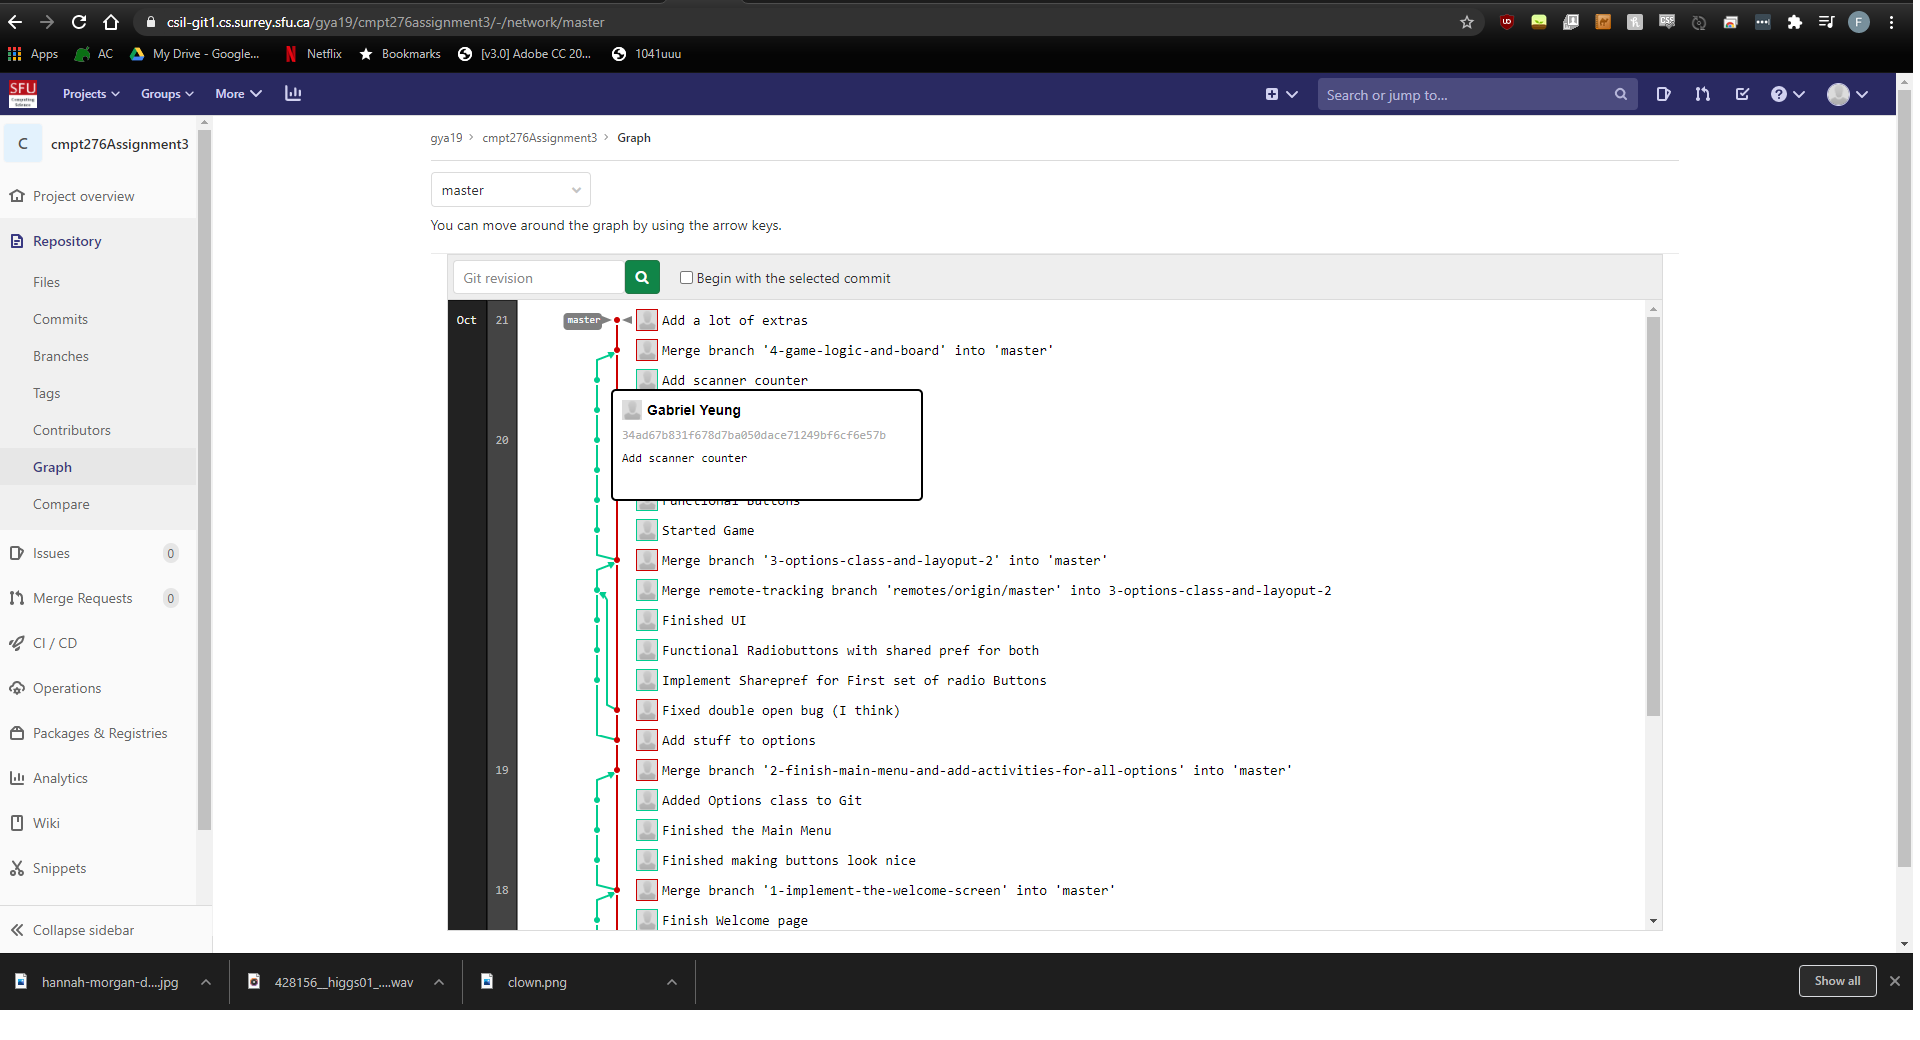 csil-git1.cs.surrey.sfu.ca/gya19/cmpt276assignment3/-/network/master
Apps AC My Drive - Google... Netflix Bookmarks [v3.0] Adobe CC 20... 1041uuu
SFU Computing Science Projects Groups More Search or jump to... F
C cmpt276Assignment3
Project overview
Repository
Files
Commits
Branches
Tags
Contributors
Graph
Compare
Issues 0
Merge Requests 0
CI / CD
Operations
Packages & Registries
Analytics
Wiki
Snippets
Collapse sidebar
gya19 > cmpt276Assignment3 > Graph
master
You can move around the graph by using the arrow keys.
Git revision Begin with the selected commit
Oct 21 master Add a lot of extras
Merge branch '4-game-logic-and-board' into 'master'
Add scanner counter
Gabriel Yeung
34ad67b831f678d7ba050dace71249bf6cf6e57b
Add scanner counter
20
Functional Buttons
Started Game
Merge branch '3-options-class-and-layoput-2' into 'master'
Merge remote-tracking branch 'remotes/origin/master' into 3-options-class-and-layoput-2
Finished UI
Functional Radiobuttons with shared pref for both
Implement Sharepref for First set of radio Buttons
Fixed double open bug (I think)
Add stuff to options
19 Merge branch '2-finish-main-menu-and-add-activities-for-all-options' into 'master'
Added Options class to Git
Finished the Main Menu
Finished making buttons look nice
18 Merge branch '1-implement-the-welcome-screen' into 'master'
Finish Welcome page
hannah-morgan-d....jpg 428156__higgs01_....wav clown.png Show all